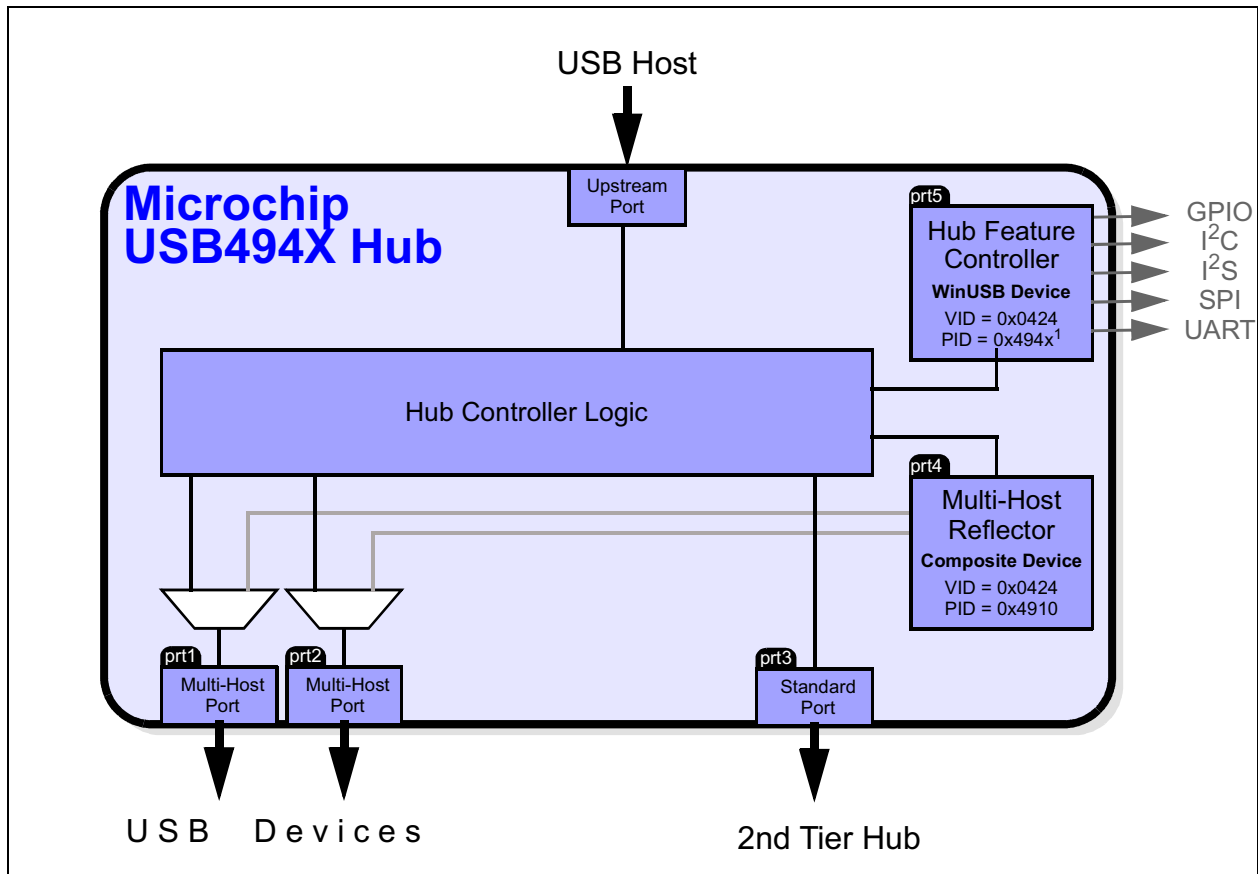 USB Host
Microchip
USB494X Hub
Upstream
Port
prt5
Hub Feature
Controller
WinUSB Device
VID = 0x0424
PID = 0x494x¹
GPIO
I²C
I²S
SPI
UART
Hub Controller Logic
prt4
Multi-Host
Reflector
Composite Device
VID = 0x0424
PID = 0x4910
prt1
Multi-Host
Port
prt2
Multi-Host
Port
prt3
Standard
Port
USB Devices
2nd Tier Hub